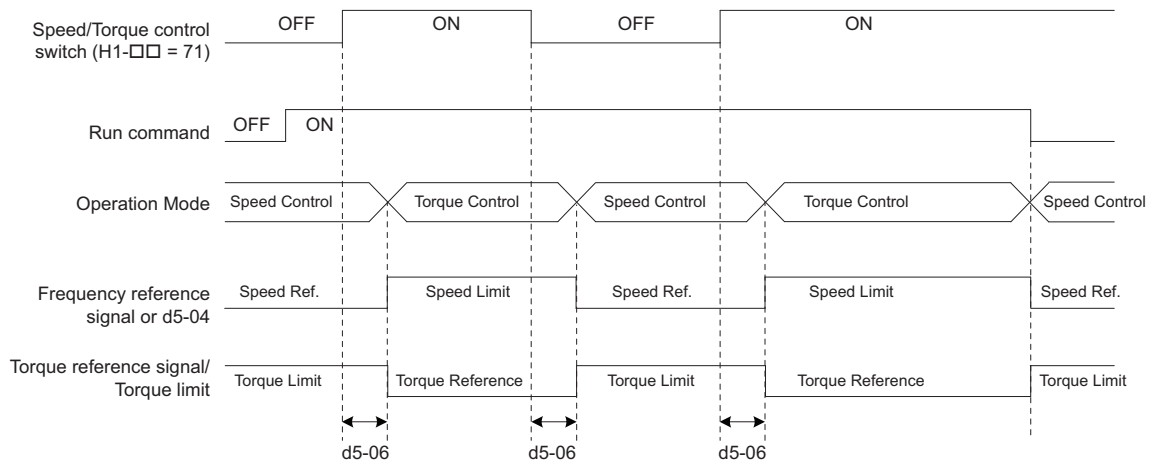 Speed/Torque control
switch (H1-□□ = 71)
OFF ON OFF ON
Run command
OFF ON
Operation Mode
Speed Control Torque Control Speed Control Torque Control Speed Control
Frequency reference
signal or d5-04
Speed Ref. Speed Limit Speed Ref. Speed Limit Speed Ref.
Torque reference signal/
Torque limit
Torque Limit Torque Reference Torque Limit Torque Reference Torque Limit
d5-06 d5-06 d5-06